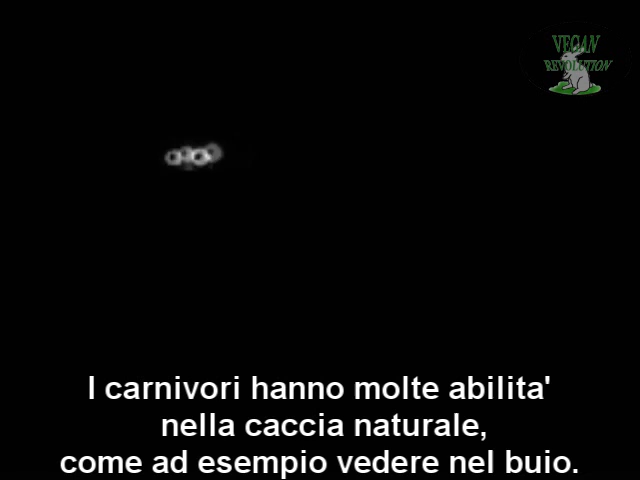 VEGAN
REVOLUTION
I carnivori hanno molte abilita'
nella caccia naturale,
come ad esempio vedere nel buio.